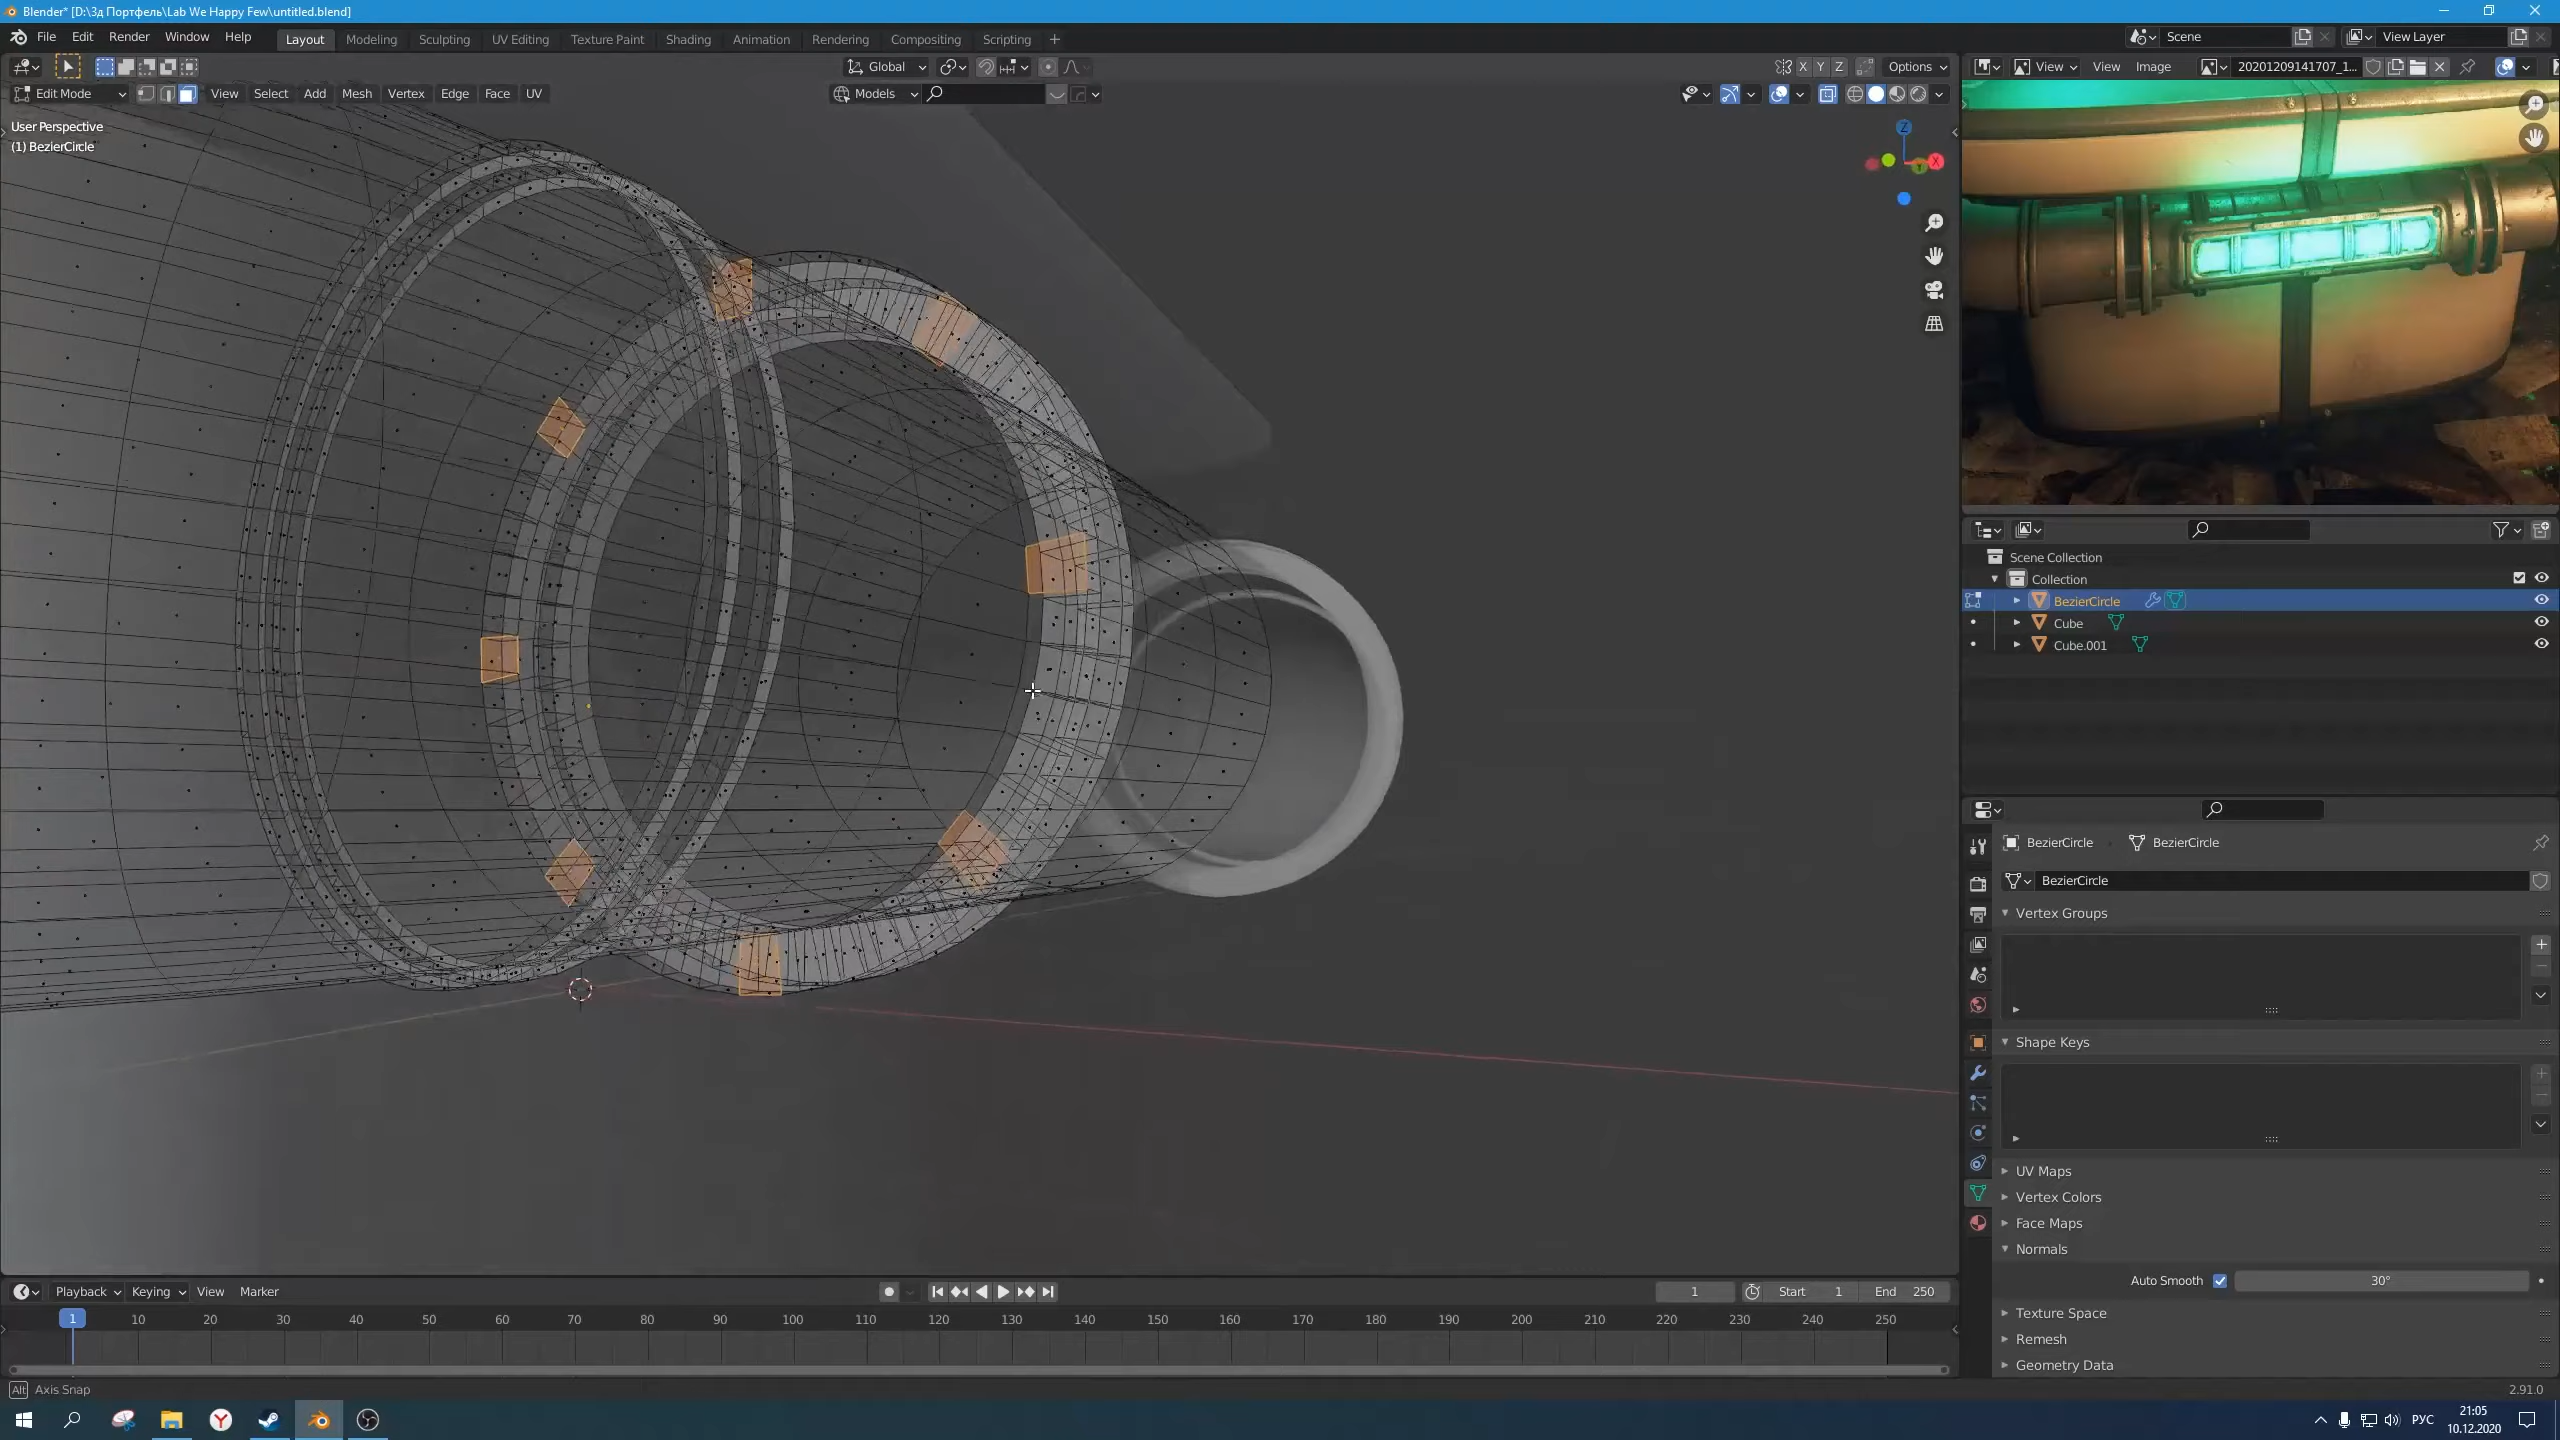 Blender* [D:\3д Портфель\Lab We Happy Few\untitled.blend]
File Edit Render Window Help Layout Modeling Sculpting UV Editing Texture Paint Shading Animation Rendering Compositing Scripting + Scene View Layer
Global X Y Z Options View View Image 20201209141707_1...
Edit Mode View Select Add Mesh Vertex Edge Face UV Models
User Perspective
(1) BezierCircle
Z
X
Y
Scene Collection
Collection
BezierCircle
Cube
Cube.001
BezierCircle BezierCircle
BezierCircle
Vertex Groups
Shape Keys
UV Maps
Vertex Colors
Face Maps
Normals
Auto Smooth 30°
Texture Space
Remesh
Geometry Data
Playback Keying View Marker 1 Start 1 End 250
1 10 20 30 40 50 60 70 80 90 100 110 120 130 140 150 160 170 180 190 200 210 220 230 240 250
Alt Axis Snap 2.91.0
РУС
21:05
10.12.2020